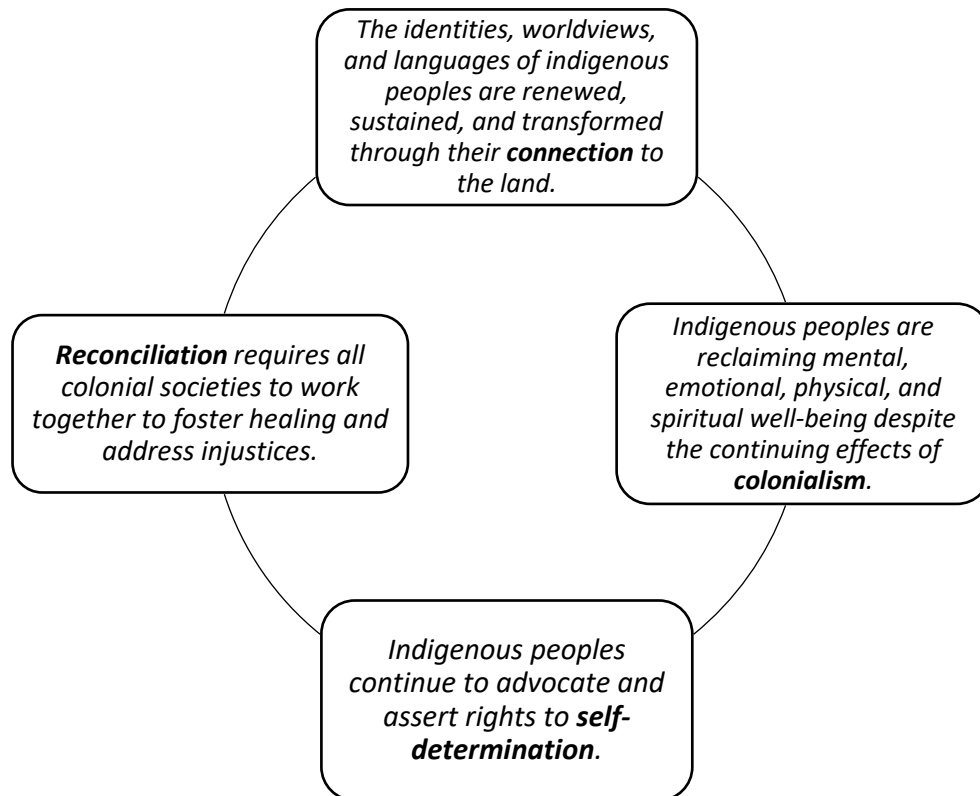 The identities, worldviews,
and languages of indigenous
peoples are renewed,
sustained, and transformed
through their connection to
the land.
Indigenous peoples are
reclaiming mental,
emotional, physical, and
spiritual well-being despite
the continuing effects of
colonialism.
Indigenous peoples
continue to advocate and
assert rights to self-
determination.
Reconciliation requires all
colonial societies to work
together to foster healing and
address injustices.